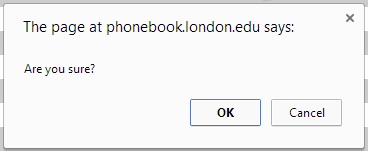 The page at phonebook.london.edu says:
Are you sure?
OK Cancel